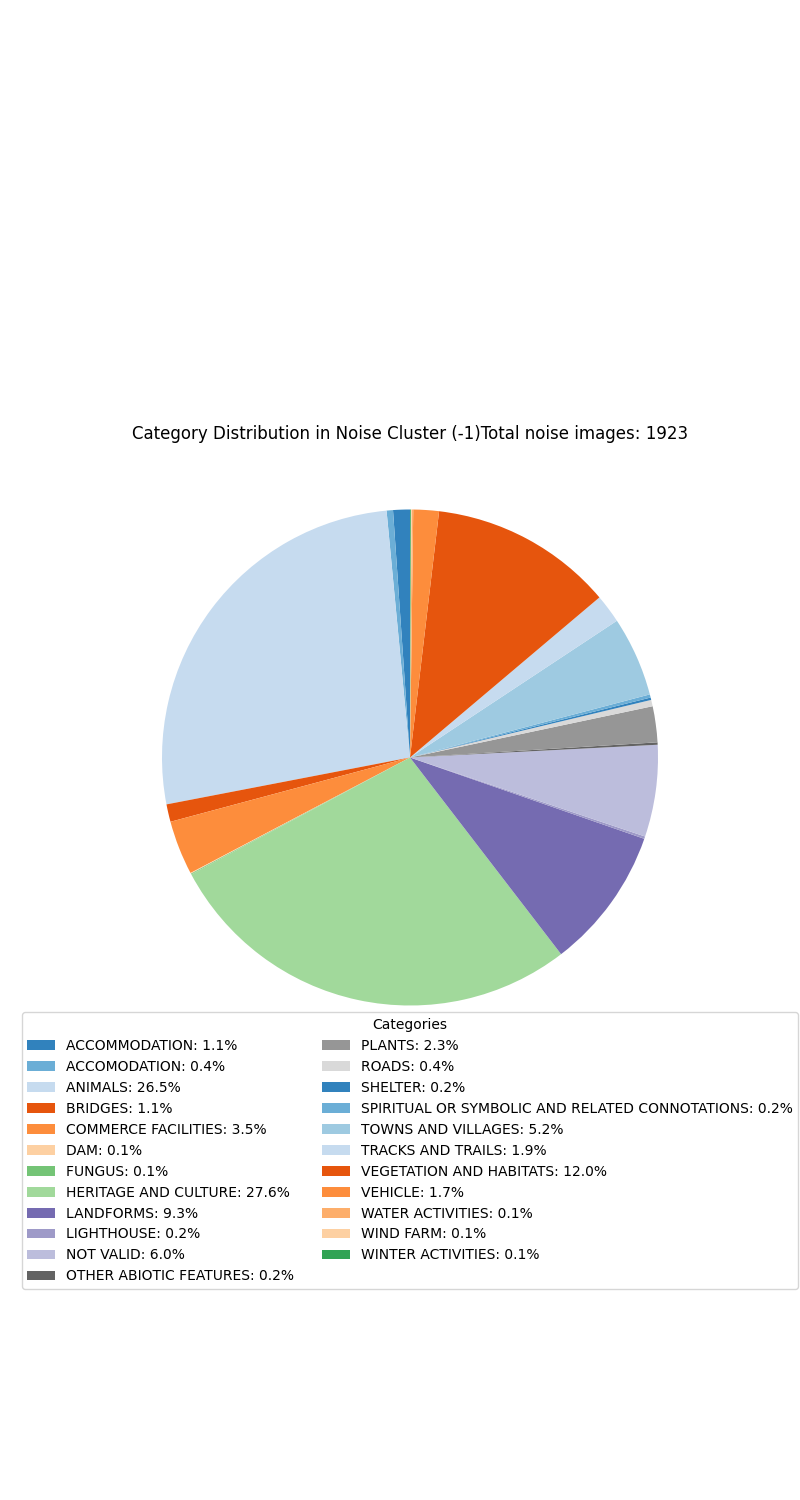 Category Distribution in Noise Cluster (-1)Total noise images: 1923
Categories
ACCOMMODATION: 1.1%
ACCOMODATION: 0.4%
ANIMALS: 26.5%
BRIDGES: 1.1%
COMMERCE FACILITIES: 3.5%
DAM: 0.1%
FUNGUS: 0.1%
HERITAGE AND CULTURE: 27.6%
LANDFORMS: 9.3%
LIGHTHOUSE: 0.2%
NOT VALID: 6.0%
OTHER ABIOTIC FEATURES: 0.2%
PLANTS: 2.3%
ROADS: 0.4%
SHELTER: 0.2%
SPIRITUAL OR SYMBOLIC AND RELATED CONNOTATIONS: 0.2%
TOWNS AND VILLAGES: 5.2%
TRACKS AND TRAILS: 1.9%
VEGETATION AND HABITATS: 12.0%
VEHICLE: 1.7%
WATER ACTIVITIES: 0.1%
WIND FARM: 0.1%
WINTER ACTIVITIES: 0.1%